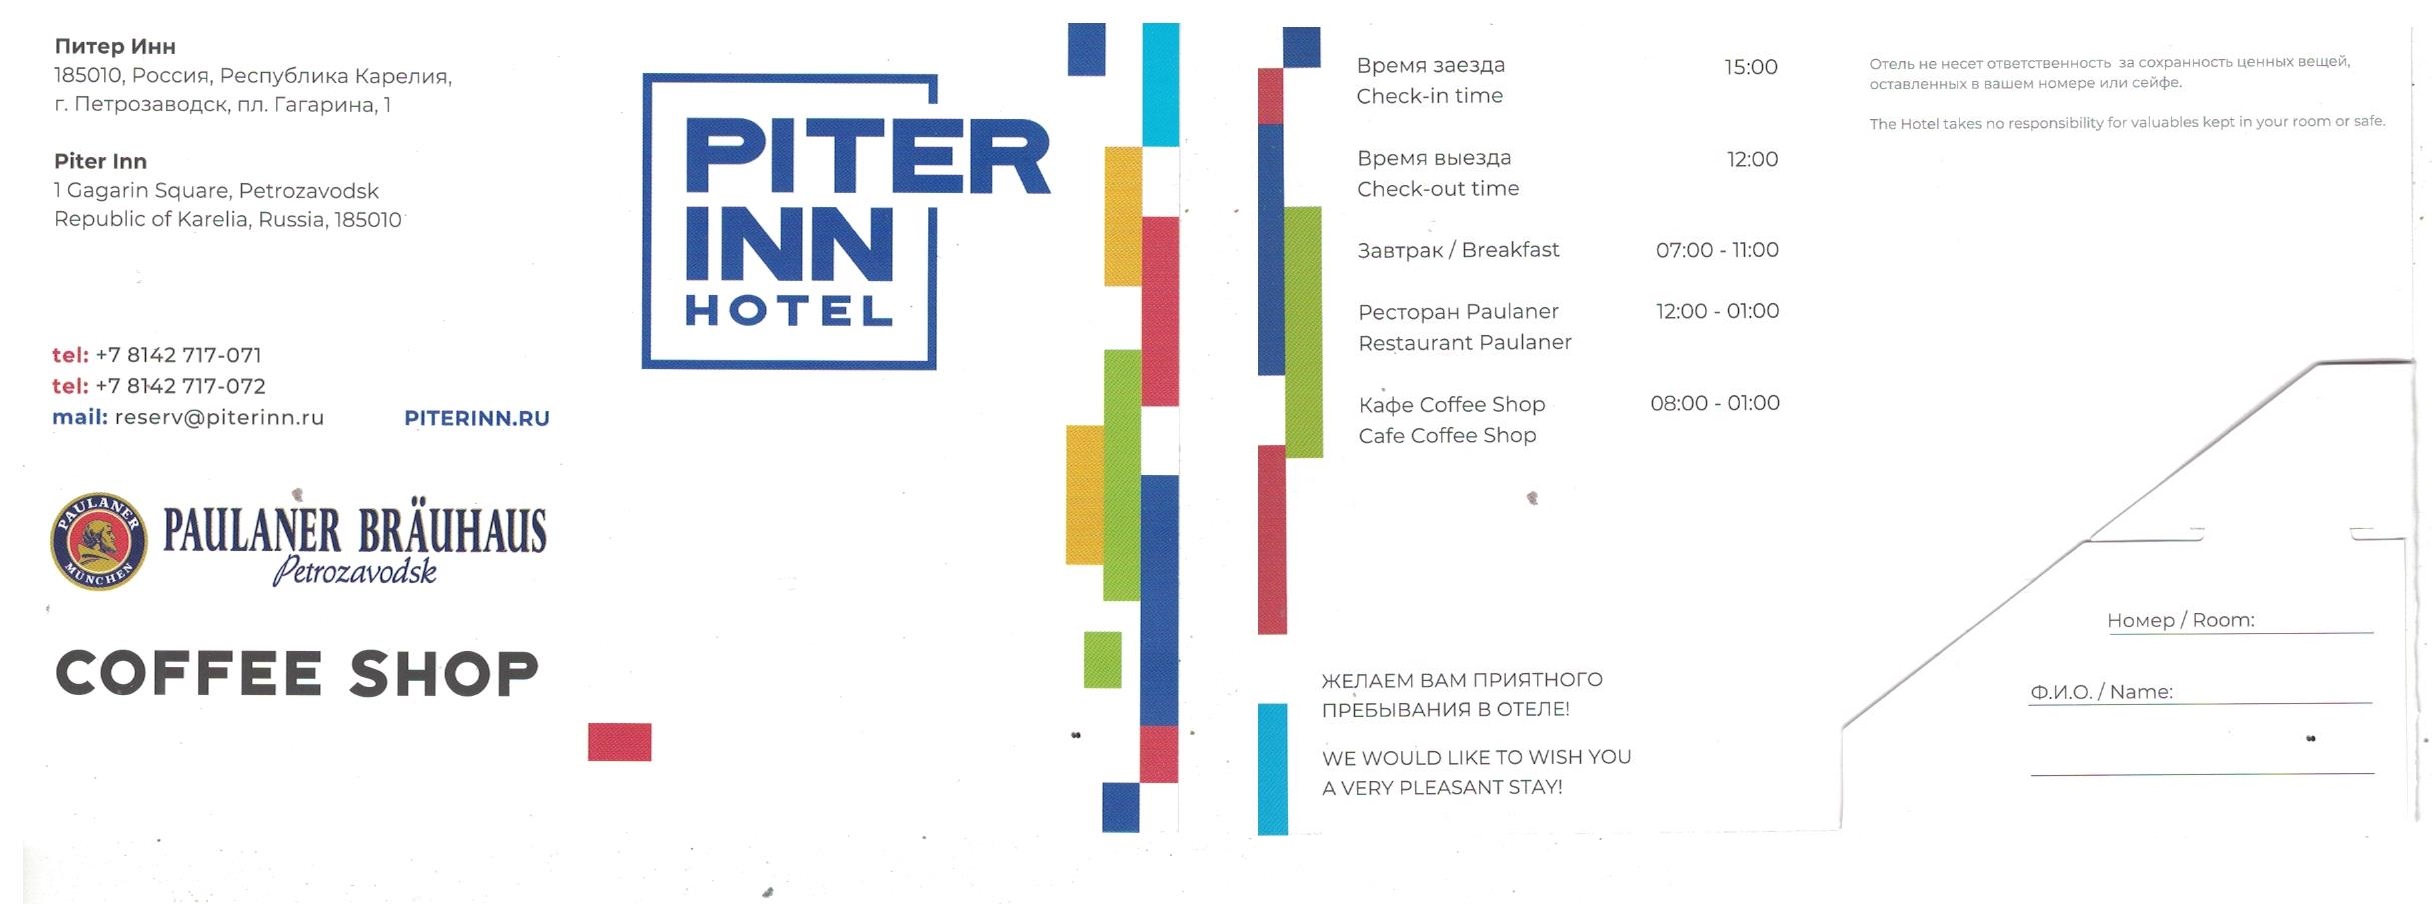 Питер Инн
185010, Россия, Республика Карелия,
г. Петрозаводск, пл. Гагарина, 1
Piter Inn
1 Gagarin Square, Petrozavodsk
Republic of Karelia, Russia, 185010
tel: +7 8142 717-071
tel: +7 8142 717-072
mail: reserv@piterinn.ru PITERINN.RU
PAULANER
MÜNCHEN
PAULANER BRÄUHAUS
Petrozavodsk
COFFEE SHOP
PITER
INN
HOTEL
Время заезда 15:00
Check-in time
Время выезда 12:00
Check-out time
Завтрак / Breakfast 07:00 - 11:00
Ресторан Paulaner 12:00 - 01:00
Restaurant Paulaner
Кафе Coffee Shop 08:00 - 01:00
Cafe Coffee Shop
ЖЕЛАЕМ ВАМ ПРИЯТНОГО
ПРЕБЫВАНИЯ В ОТЕЛЕ!
WE WOULD LIKE TO WISH YOU
A VERY PLEASANT STAY!
Отель не несет ответственность за сохранность ценных вещей,
оставленных в вашем номере или сейфе.
The Hotel takes no responsibility for valuables kept in your room or safe.
Номер / Room:
Ф.И.О. / Name: